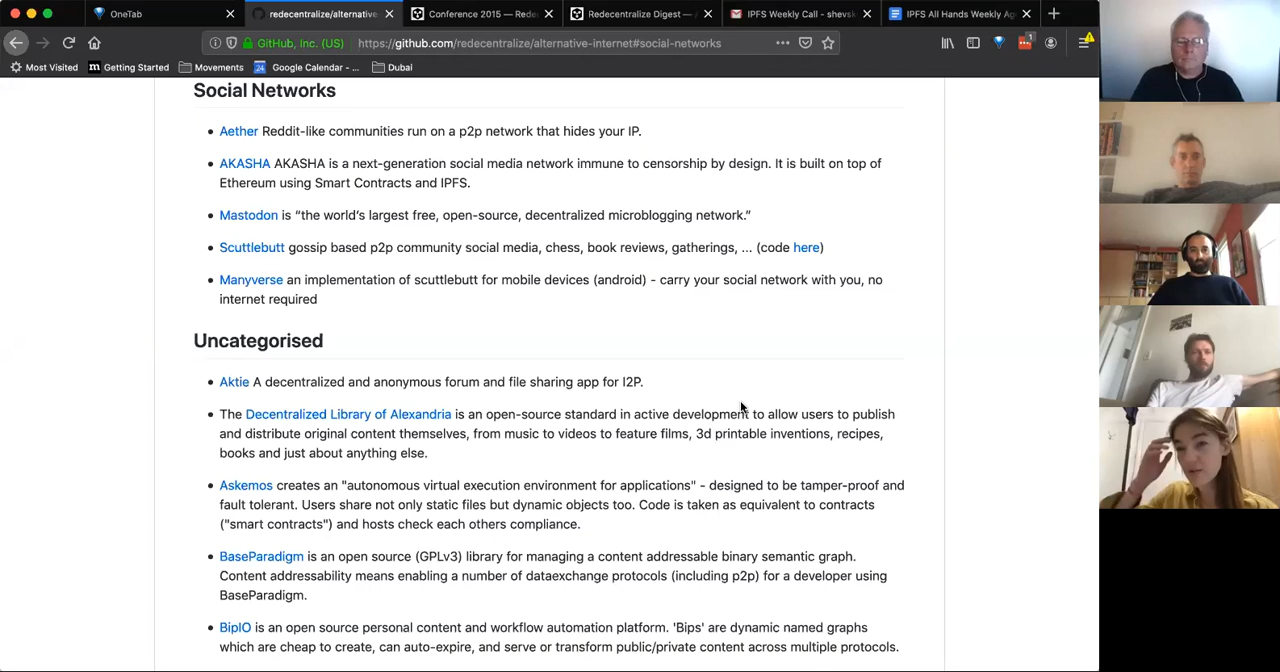 OneTab
redecentralize/alternative
Conference 2015 — Rede
Redecentralize Digest —
IPFS Weekly Call - shevsk
IPFS All Hands Weekly Ag
GitHub, Inc. (US)
https://github.com/redecentralize/alternative-internet#social-networks
1
Most Visited
Getting Started
Movements
24 Google Calendar - ...
Dubai
Social Networks
• Aether Reddit-like communities run on a p2p network that hides your IP.
• AKASHA AKASHA is a next-generation social media network immune to censorship by design. It is built on top of
Ethereum using Smart Contracts and IPFS.
• Mastodon is “the world’s largest free, open-source, decentralized microblogging network.”
• Scuttlebutt gossip based p2p community social media, chess, book reviews, gatherings, ... (code here)
• Manyverse an implementation of scuttlebutt for mobile devices (android) - carry your social network with you, no
internet required
Uncategorised
• Aktie A decentralized and anonymous forum and file sharing app for I2P.
• The Decentralized Library of Alexandria is an open-source standard in active development to allow users to publish
and distribute original content themselves, from music to videos to feature films, 3d printable inventions, recipes,
books and just about anything else.
• Askemos creates an "autonomous virtual execution environment for applications" - designed to be tamper-proof and
fault tolerant. Users share not only static files but dynamic objects too. Code is taken as equivalent to contracts
("smart contracts") and hosts check each others compliance.
• BaseParadigm is an open source (GPLv3) library for managing a content addressable binary semantic graph.
Content addressability means enabling a number of dataexchange protocols (including p2p) for a developer using
BaseParadigm.
• BipIO is an open source personal content and workflow automation platform. 'Bips' are dynamic named graphs
which are cheap to create, can auto-expire, and serve or transform public/private content across multiple protocols.